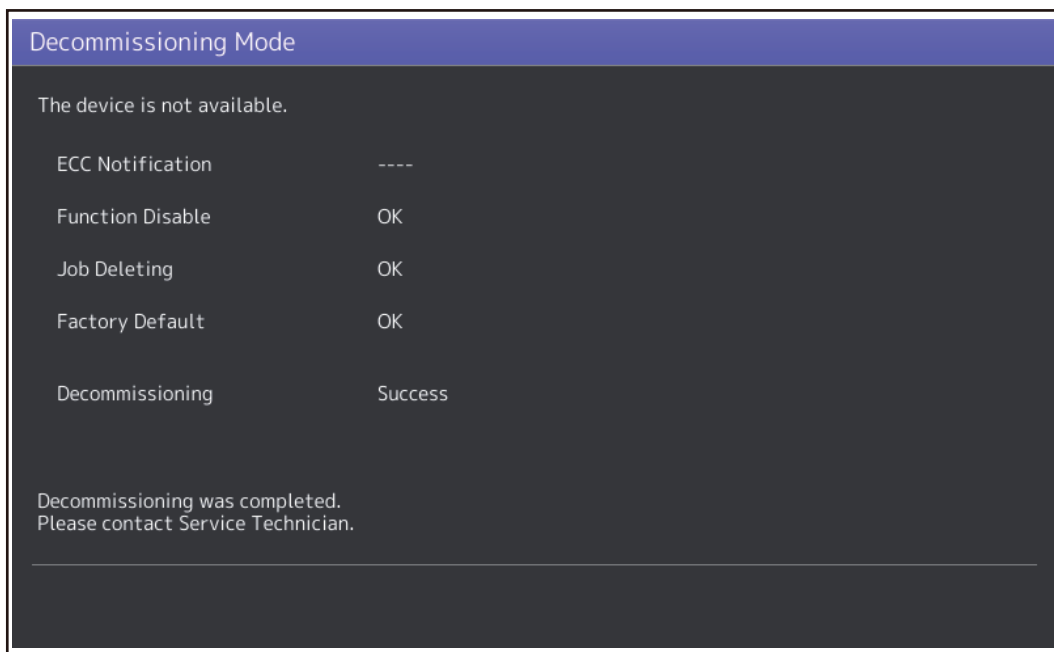 Decommissioning Mode
The device is not available.
ECC Notification ----
Function Disable OK
Job Deleting OK
Factory Default OK
Decommissioning Success
Decommissioning was completed.
Please contact Service Technician.